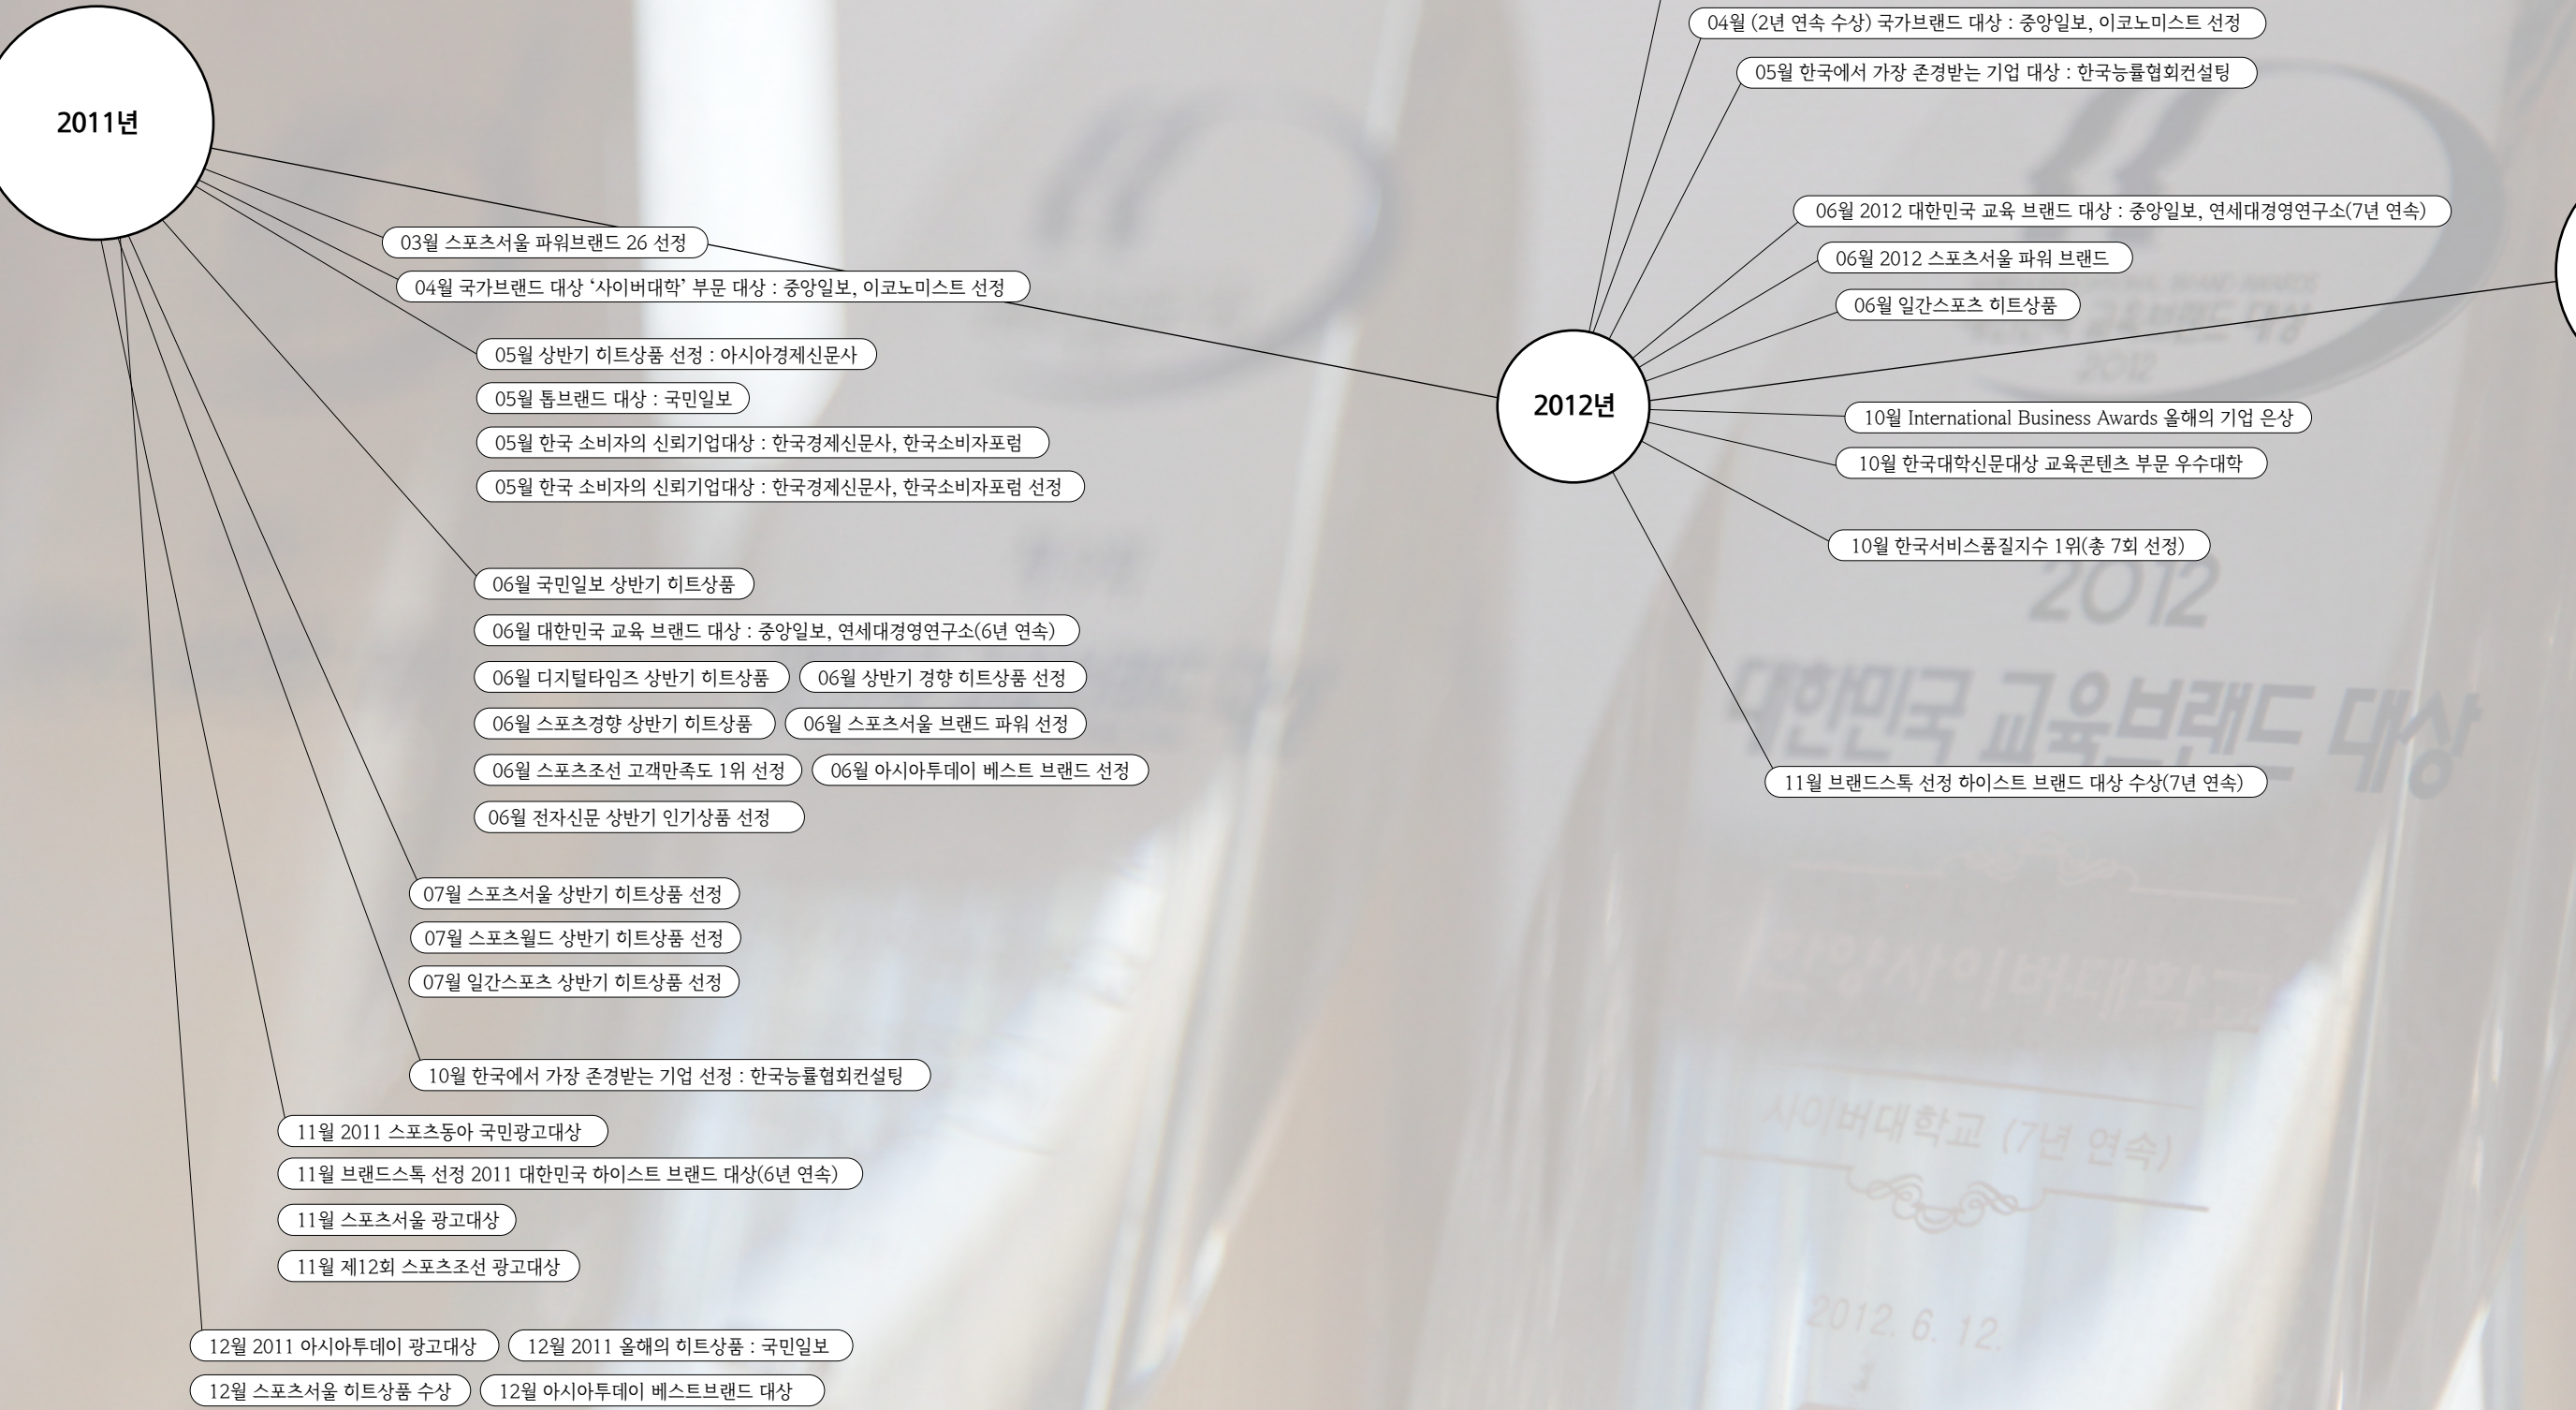 2011년
03월 스포츠서울 파워브랜드 26 선정
04월 국가브랜드 대상 ‘사이버대학’ 부문 대상 : 중앙일보, 이코노미스트 선정
05월 상반기 히트상품 선정 : 아시아경제신문사
05월 톱브랜드 대상 : 국민일보
05월 한국 소비자의 신뢰기업대상 : 한국경제신문사, 한국소비자포럼
05월 한국 소비자의 신뢰기업대상 : 한국경제신문사, 한국소비자포럼 선정
06월 국민일보 상반기 히트상품
06월 대한민국 교육 브랜드 대상 : 중앙일보, 연세대경영연구소(6년 연속)
06월 디지털타임즈 상반기 히트상품
06월 상반기 경향 히트상품 선정
06월 스포츠경향 상반기 히트상품
06월 스포츠서울 브랜드 파워 선정
06월 스포츠조선 고객만족도 1위 선정
06월 아시아투데이 베스트 브랜드 선정
06월 전자신문 상반기 인기상품 선정
07월 스포츠서울 상반기 히트상품 선정
07월 스포츠월드 상반기 히트상품 선정
07월 일간스포츠 상반기 히트상품 선정
10월 한국에서 가장 존경받는 기업 선정 : 한국능률협회컨설팅
11월 2011 스포츠동아 국민광고대상
11월 브랜드스톡 선정 2011 대한민국 하이스트 브랜드 대상(6년 연속)
11월 스포츠서울 광고대상
11월 제12회 스포츠조선 광고대상
12월 2011 아시아투데이 광고대상
12월 2011 올해의 히트상품 : 국민일보
12월 스포츠서울 히트상품 수상
12월 아시아투데이 베스트브랜드 대상
2012년
04월 (2년 연속 수상) 국가브랜드 대상 : 중앙일보, 이코노미스트 선정
05월 한국에서 가장 존경받는 기업 대상 : 한국능률협회컨설팅
06월 2012 대한민국 교육 브랜드 대상 : 중앙일보, 연세대경영연구소(7년 연속)
06월 2012 스포츠서울 파워 브랜드
06월 일간스포츠 히트상품
10월 International Business Awards 올해의 기업 은상
10월 한국대학신문대상 교육콘텐츠 부문 우수대학
10월 한국서비스품질지수 1위(총 7회 선정)
11월 브랜드스톡 선정 하이스트 브랜드 대상 수상(7년 연속)
교육브랜드 대상
2012
2012
대한민국 교육브랜드 대상
한양사이버대학교
사이버대학교 (7년 연속)
2012. 6. 12.